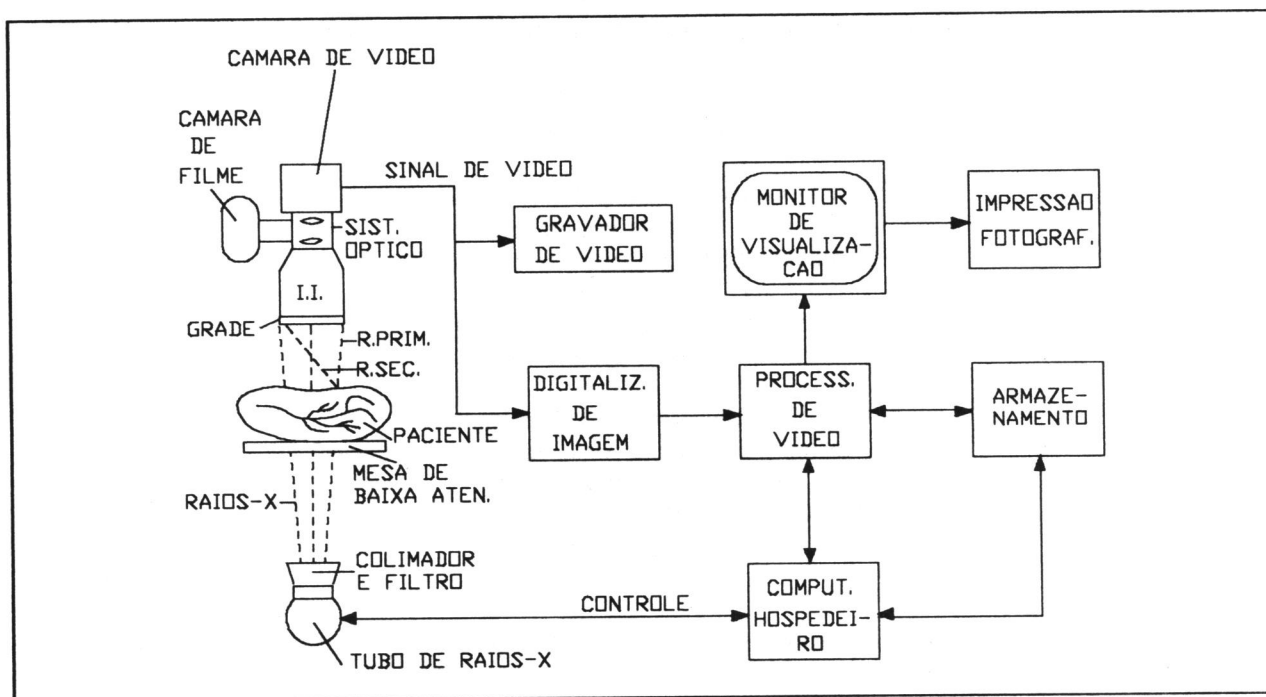 CAMARA DE VIDEO
CAMARA
DE
FILME
SINAL DE VIDEO
SIST.
OPTICO
GRAVADOR
DE VIDEO
MONITOR
DE
VISUALIZA-
CAO
IMPRESSAO
FOTOGRAF.
I.I.
GRADE
R.PRIM.
R.SEC.
PACIENTE
MESA DE
BAIXA ATEN.
RAIOS-X
DIGITALIZ.
DE
IMAGEM
PROCESS.
DE
VIDEO
ARMAZE-
NAMENTO
COLIMADOR
E FILTRO
CONTROLE
COMPUT.
HOSPEDEI-
RO
TUBO DE RAIOS-X